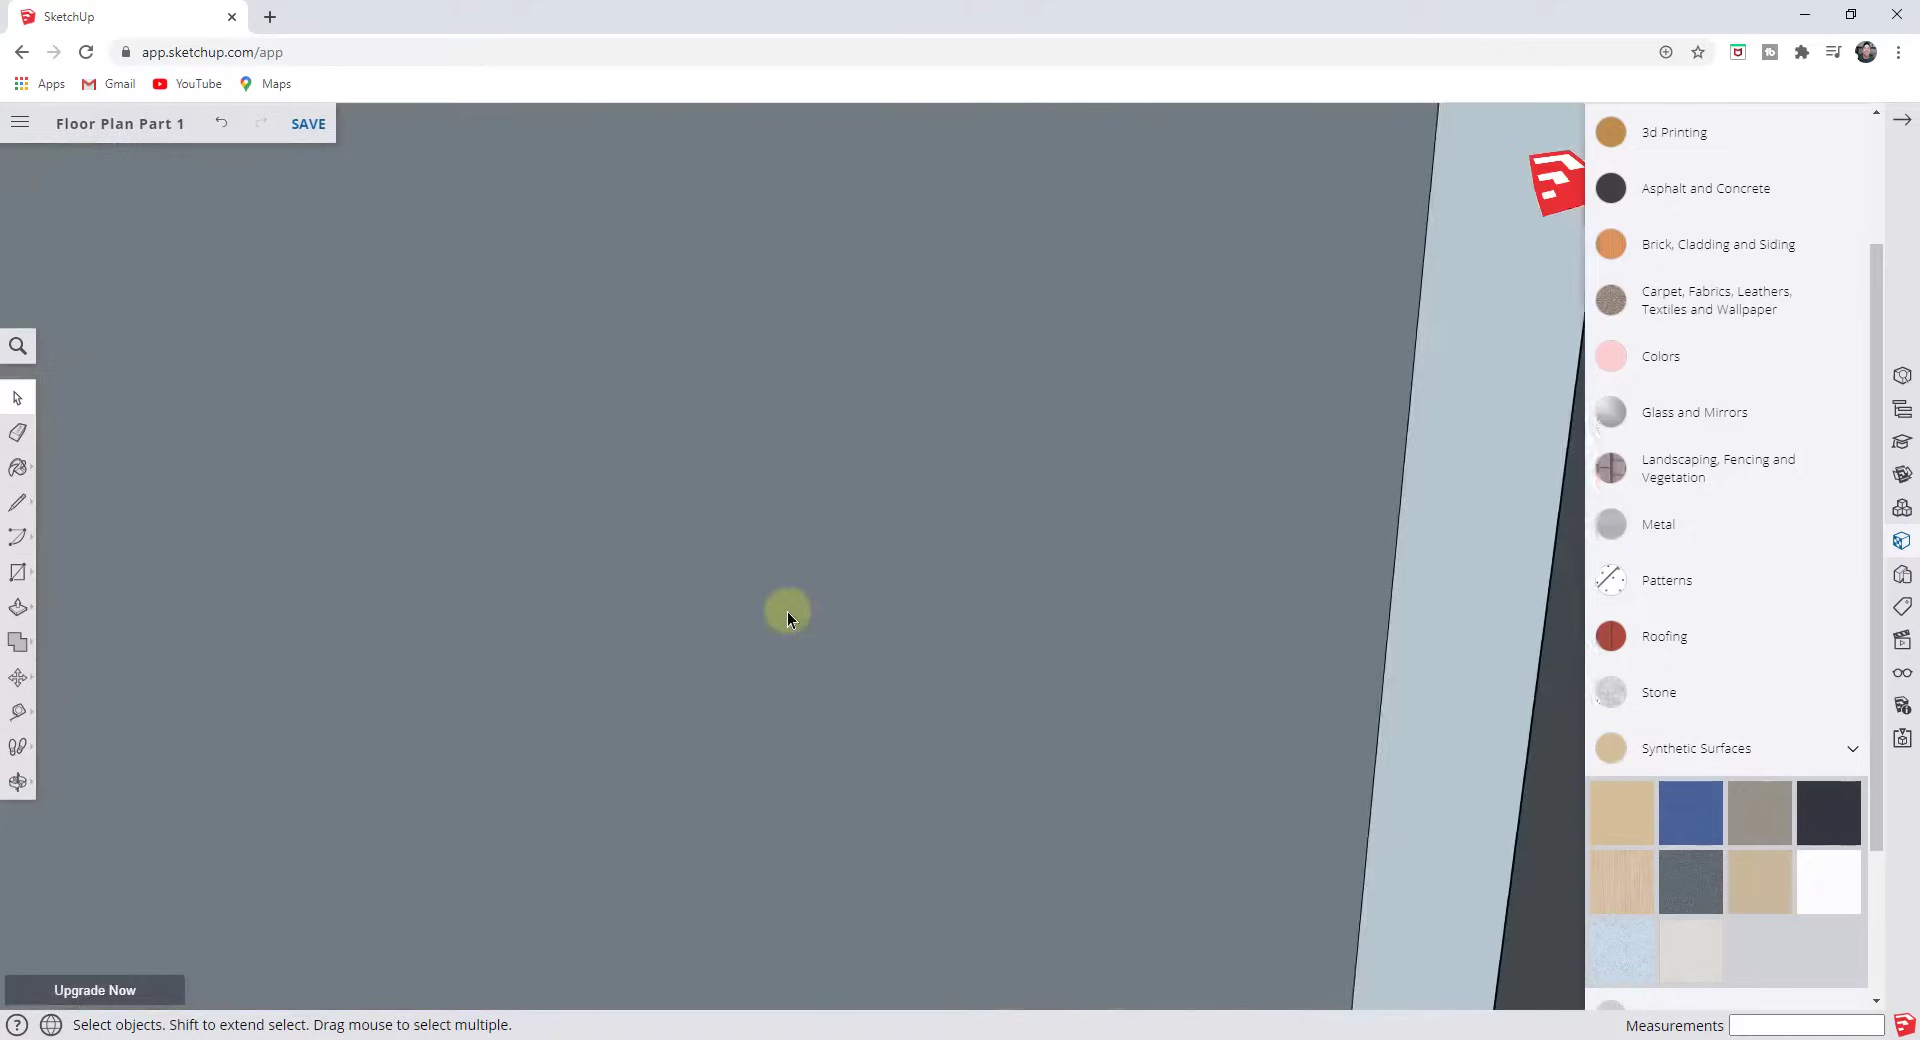 SketchUp
app.sketchup.com/app
Apps
Gmail
YouTube
Maps
Floor Plan Part 1
SAVE
3d Printing
Asphalt and Concrete
Brick, Cladding and Siding
Carpet, Fabrics, Leathers,
Textiles and Wallpaper
Colors
Glass and Mirrors
Landscaping, Fencing and
Vegetation
Metal
Patterns
Roofing
Stone
Synthetic Surfaces
Upgrade Now
Select objects. Shift to extend select. Drag mouse to select multiple.
Measurements